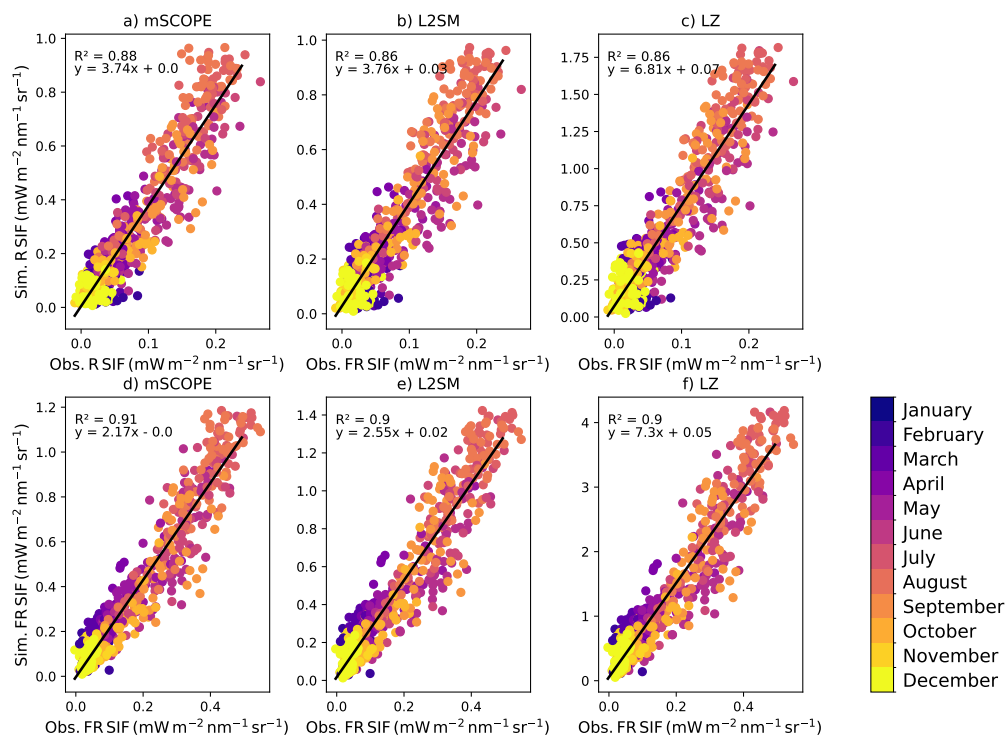 a) mSCOPE
b) L2SM
c) LZ
R² = 0.88
y = 3.74x + 0.0
R² = 0.86
y = 3.76x + 0.03
R² = 0.86
y = 6.81x + 0.07
Sim. R SIF (mW m⁻² nm⁻¹ sr⁻¹)
1.0
0.8
0.6
0.4
0.2
0.0
1.0
0.8
0.6
0.4
0.2
0.0
1.75
1.50
1.25
1.00
0.75
0.50
0.25
0.00
0.0 0.1 0.2
0.0 0.1 0.2
0.0 0.1 0.2
Obs. R SIF (mW m⁻² nm⁻¹ sr⁻¹)
Obs. FR SIF (mW m⁻² nm⁻¹ sr⁻¹)
Obs. FR SIF (mW m⁻² nm⁻¹ sr⁻¹)
d) mSCOPE
e) L2SM
f) LZ
R² = 0.91
y = 2.17x - 0.0
R² = 0.9
y = 2.55x + 0.02
R² = 0.9
y = 7.3x + 0.05
Sim. FR SIF (mW m⁻² nm⁻¹ sr⁻¹)
1.2
1.0
0.8
0.6
0.4
0.2
0.0
1.4
1.2
1.0
0.8
0.6
0.4
0.2
0.0
4
3
2
1
0
0.0 0.2 0.4
0.0 0.2 0.4
0.0 0.2 0.4
Obs. FR SIF (mW m⁻² nm⁻¹ sr⁻¹)
Obs. FR SIF (mW m⁻² nm⁻¹ sr⁻¹)
Obs. FR SIF (mW m⁻² nm⁻¹ sr⁻¹)
January
February
March
April
May
June
July
August
September
October
November
December